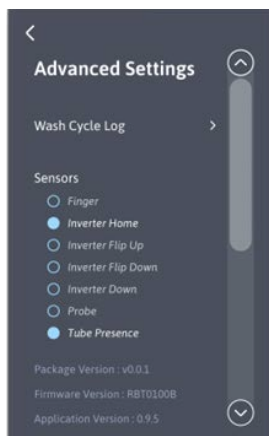 Advanced Settings
Wash Cycle Log
Sensors
Finger
Inverter Home
Inverter Flip Up
Inverter Flip Down
Inverter Down
Probe
Tube Presence
Package Version : v0.0.1
Firmware Version : RBT0100B
Application Version : 0.9.5